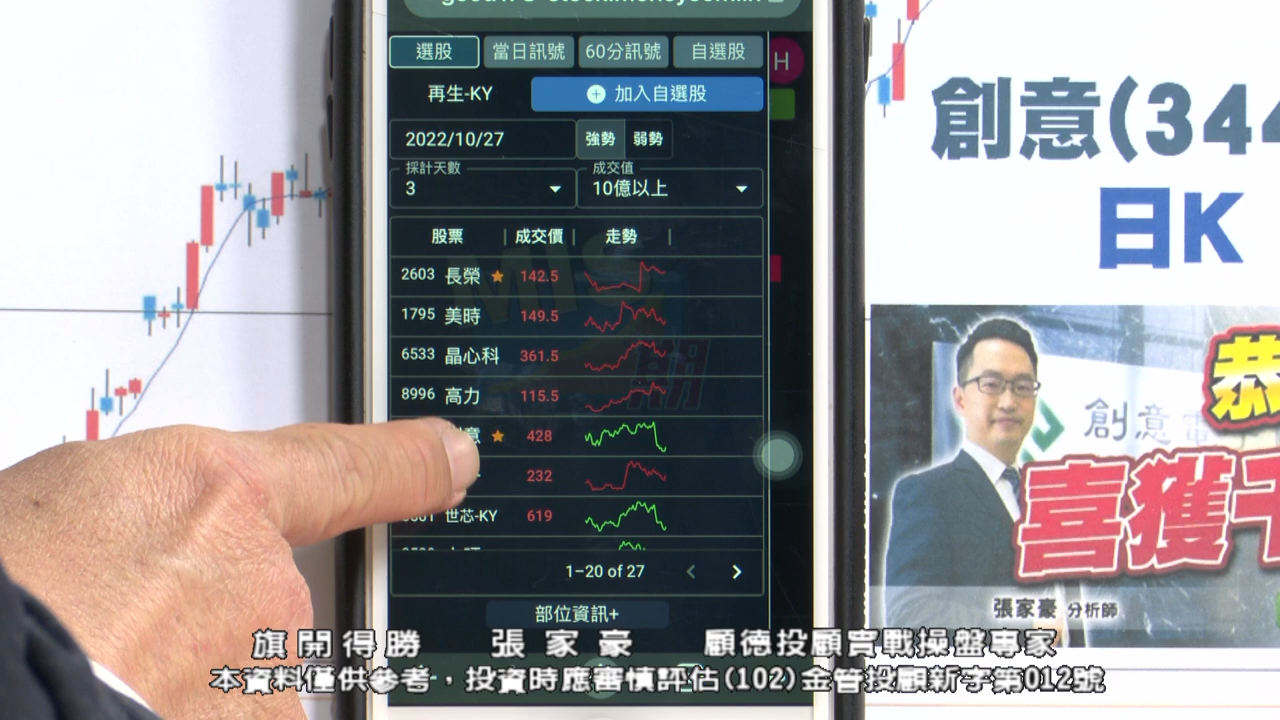 選股 當日訊號 60分訊號 自選股
H
再生-KY 加入自選股
2022/10/27 強勢 弱勢
採計天數 成交值
3 10億以上
股票 成交價 走勢
2603 長榮 142.5
1795 美時 149.5
6533 晶心科 361.5
8996 高力 115.5
意 428
232
世芯-KY 619
1–20 of 27
部位資訊+
創意(344
日K
創意電
恭
喜獲
張家豪 分析師
旗開得勝 張家豪 顧德投顧實戰操盤專家
本資料僅供參考，投資時應審慎評估(102)金管投顧新字第012號